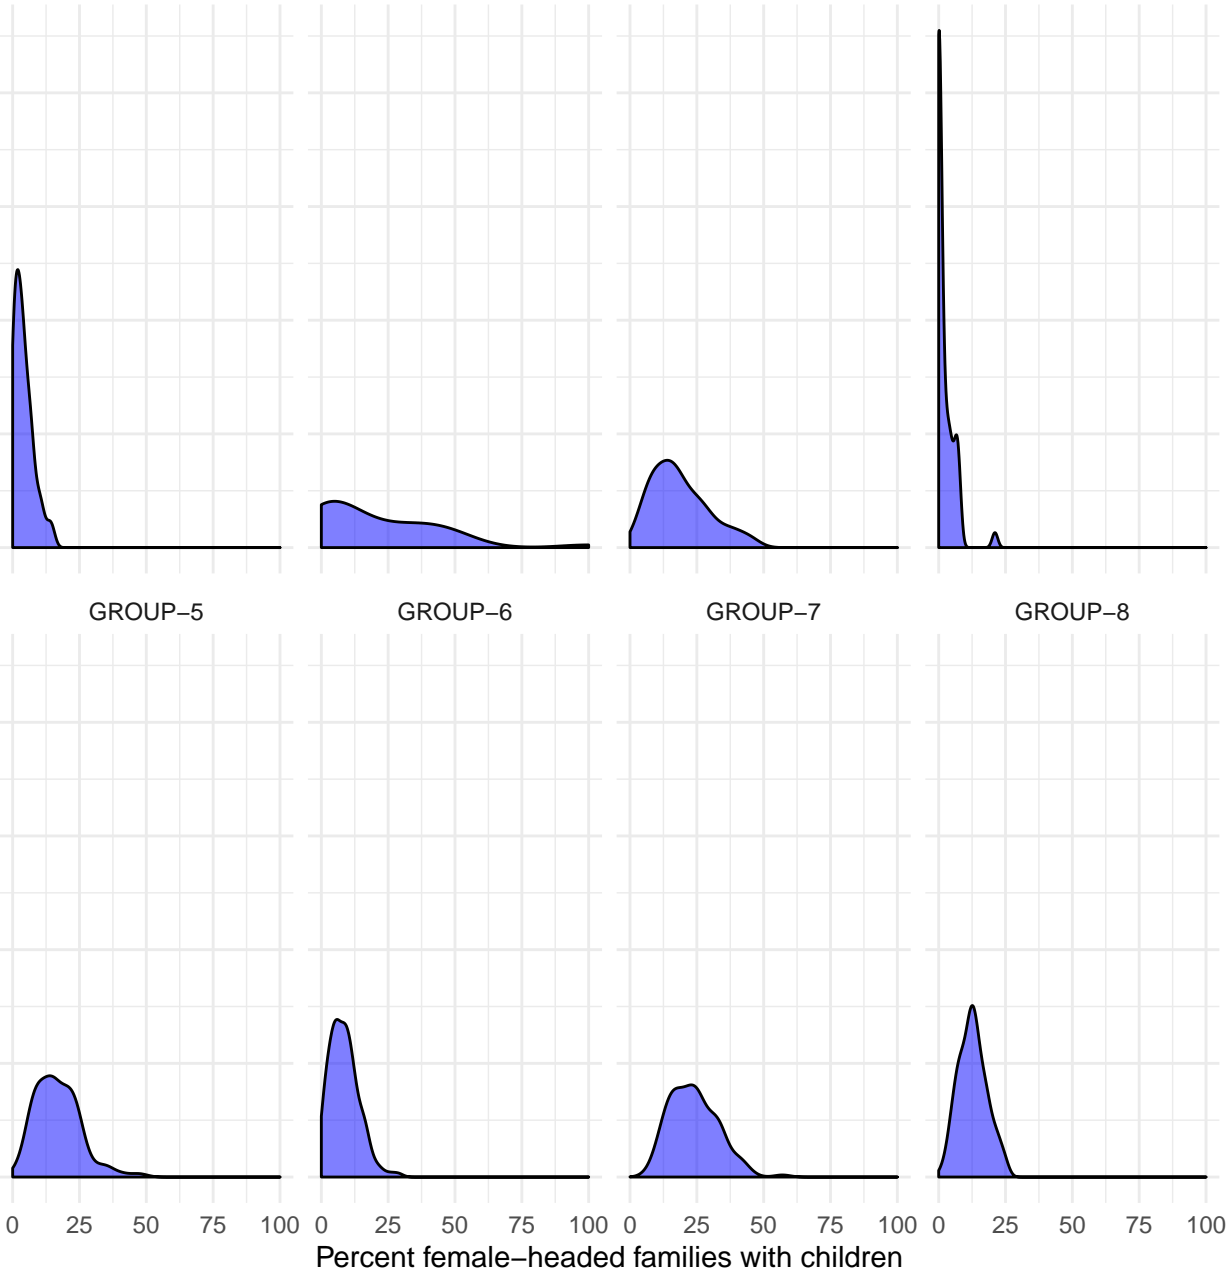 GROUP−5 GROUP−6 GROUP−7 GROUP−8
0 25 50 75 100 0 25 50 75 100 0 25 50 75 100 0 25 50 75 100
Percent female−headed families with children